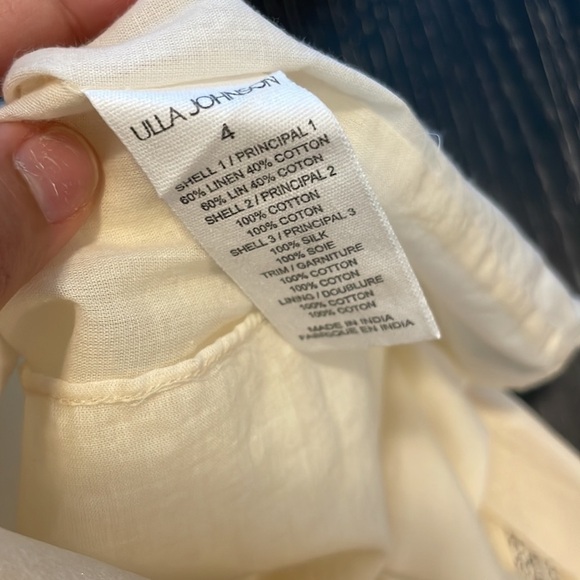 ULLA JOHNSON
4
SHELL 1 / PRINCIPAL 1
60% LINEN 40% COTTON
60% LIN 40% COTON
SHELL 2 / PRINCIPAL 2
100% COTTON
100% COTON
SHELL 3 / PRINCIPAL 3
100% SILK
100% SOIE
TRIM / GARNITURE
100% COTTON
100% COTON
LINING / DOUBLURE
100% COTTON
100% COTON
MADE IN INDIA
FABRIQUE EN INDIA